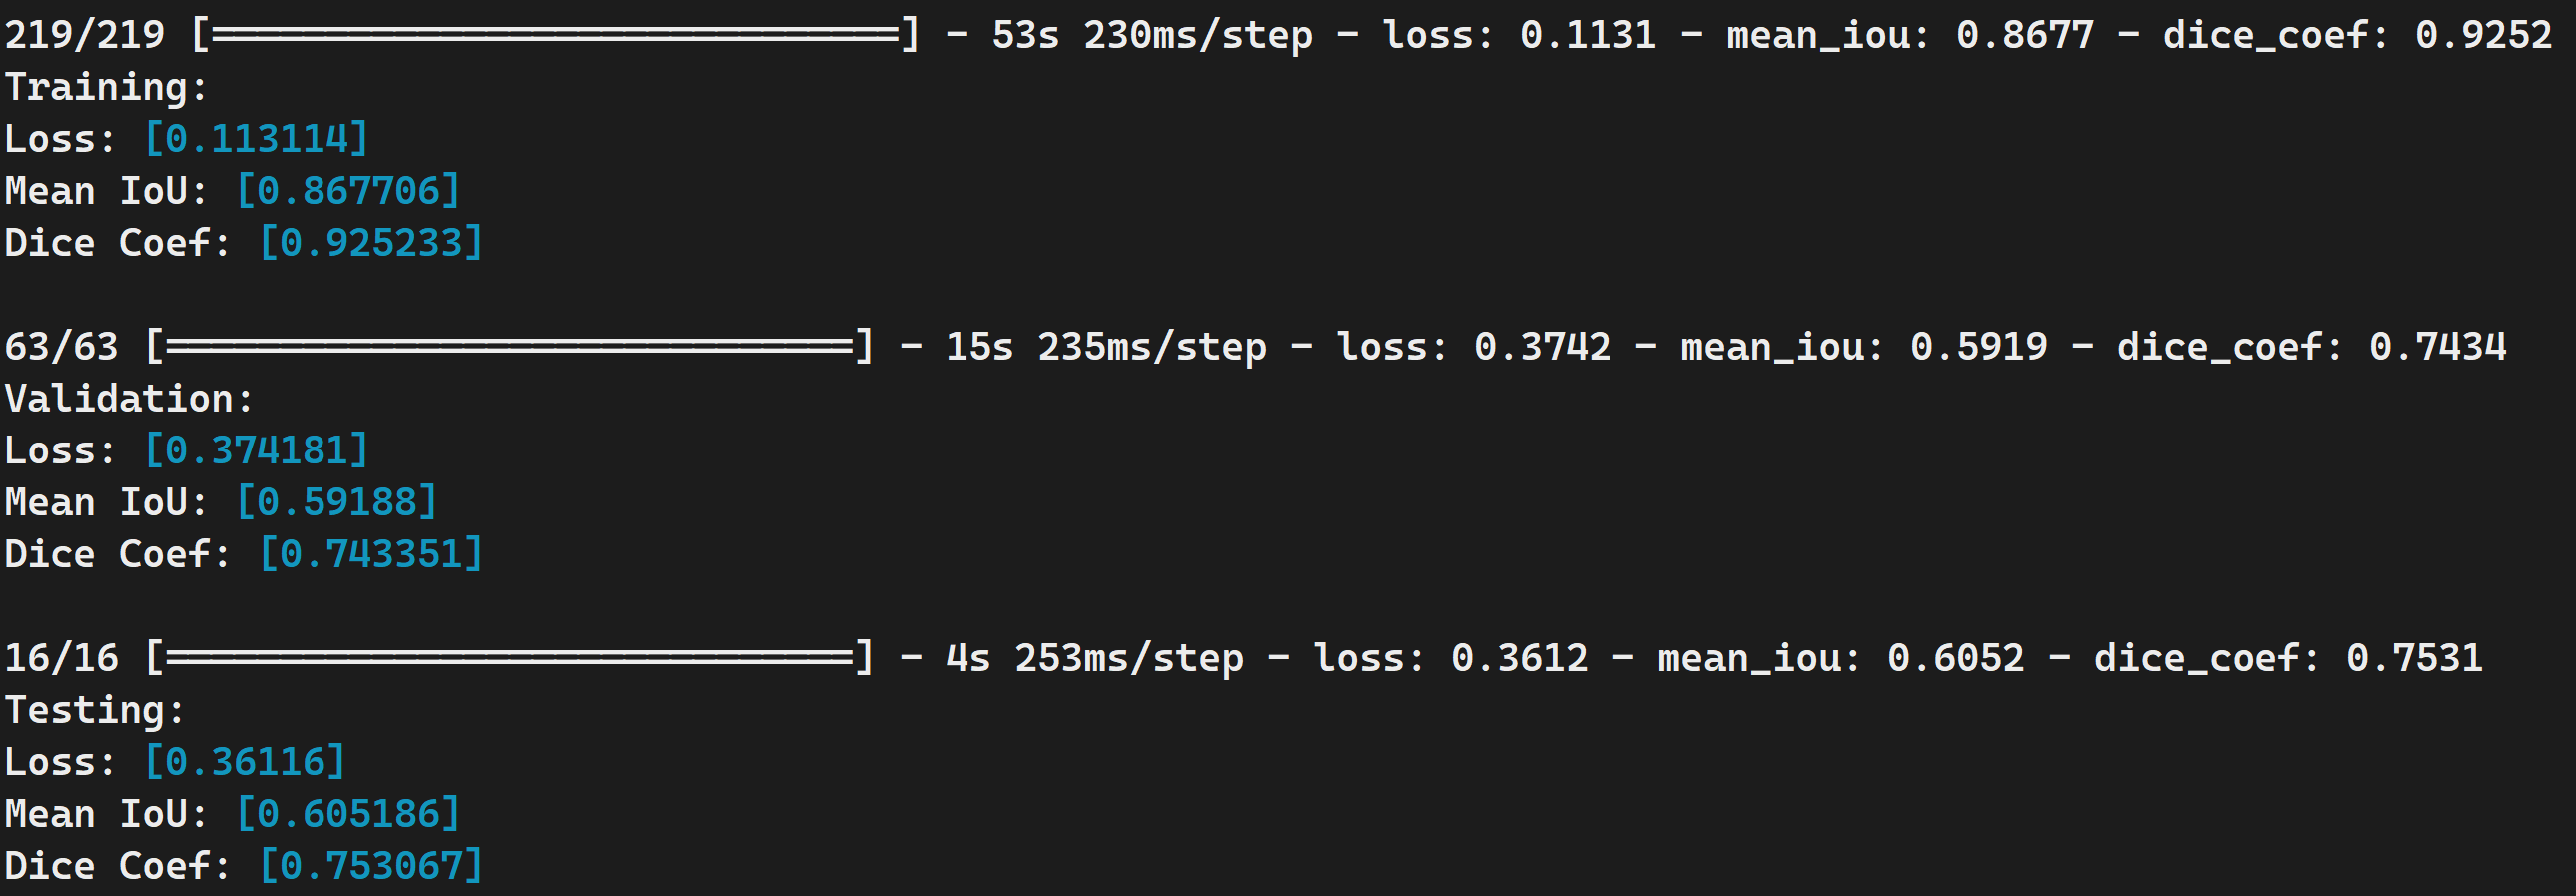 219/219 [==============================] - 53s 230ms/step - loss: 0.1131 - mean_iou: 0.8677 - dice_coef: 0.9252
Training:
Loss: [0.113114]
Mean IoU: [0.867706]
Dice Coef: [0.925233]
63/63 [==============================] - 15s 235ms/step - loss: 0.3742 - mean_iou: 0.5919 - dice_coef: 0.7434
Validation:
Loss: [0.374181]
Mean IoU: [0.59188]
Dice Coef: [0.743351]
16/16 [==============================] - 4s 253ms/step - loss: 0.3612 - mean_iou: 0.6052 - dice_coef: 0.7531
Testing:
Loss: [0.36116]
Mean IoU: [0.605186]
Dice Coef: [0.753067]